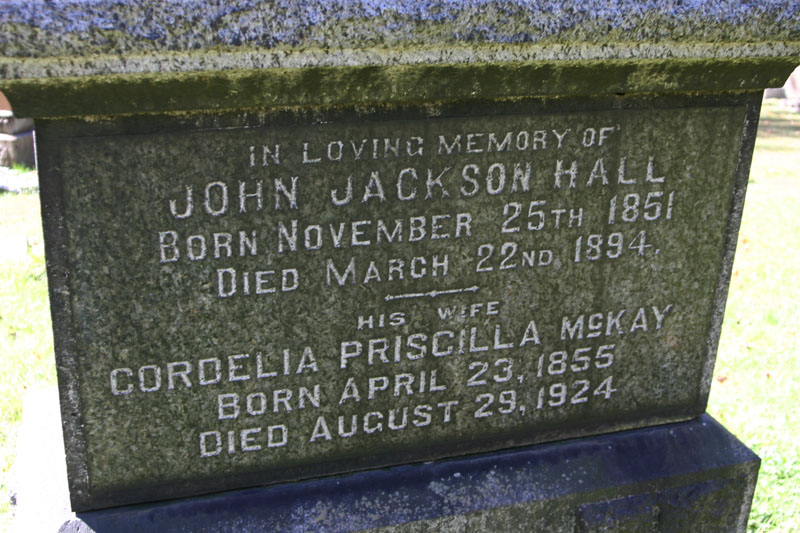 IN LOVING MEMORY OF
JOHN JACKSON HALL
BORN NOVEMBER 25TH 1851
DIED MARCH 22ND 1894.
HIS WIFE
CORDELIA PRISCILLA MCKAY
BORN APRIL 23, 1855
DIED AUGUST 29, 1924